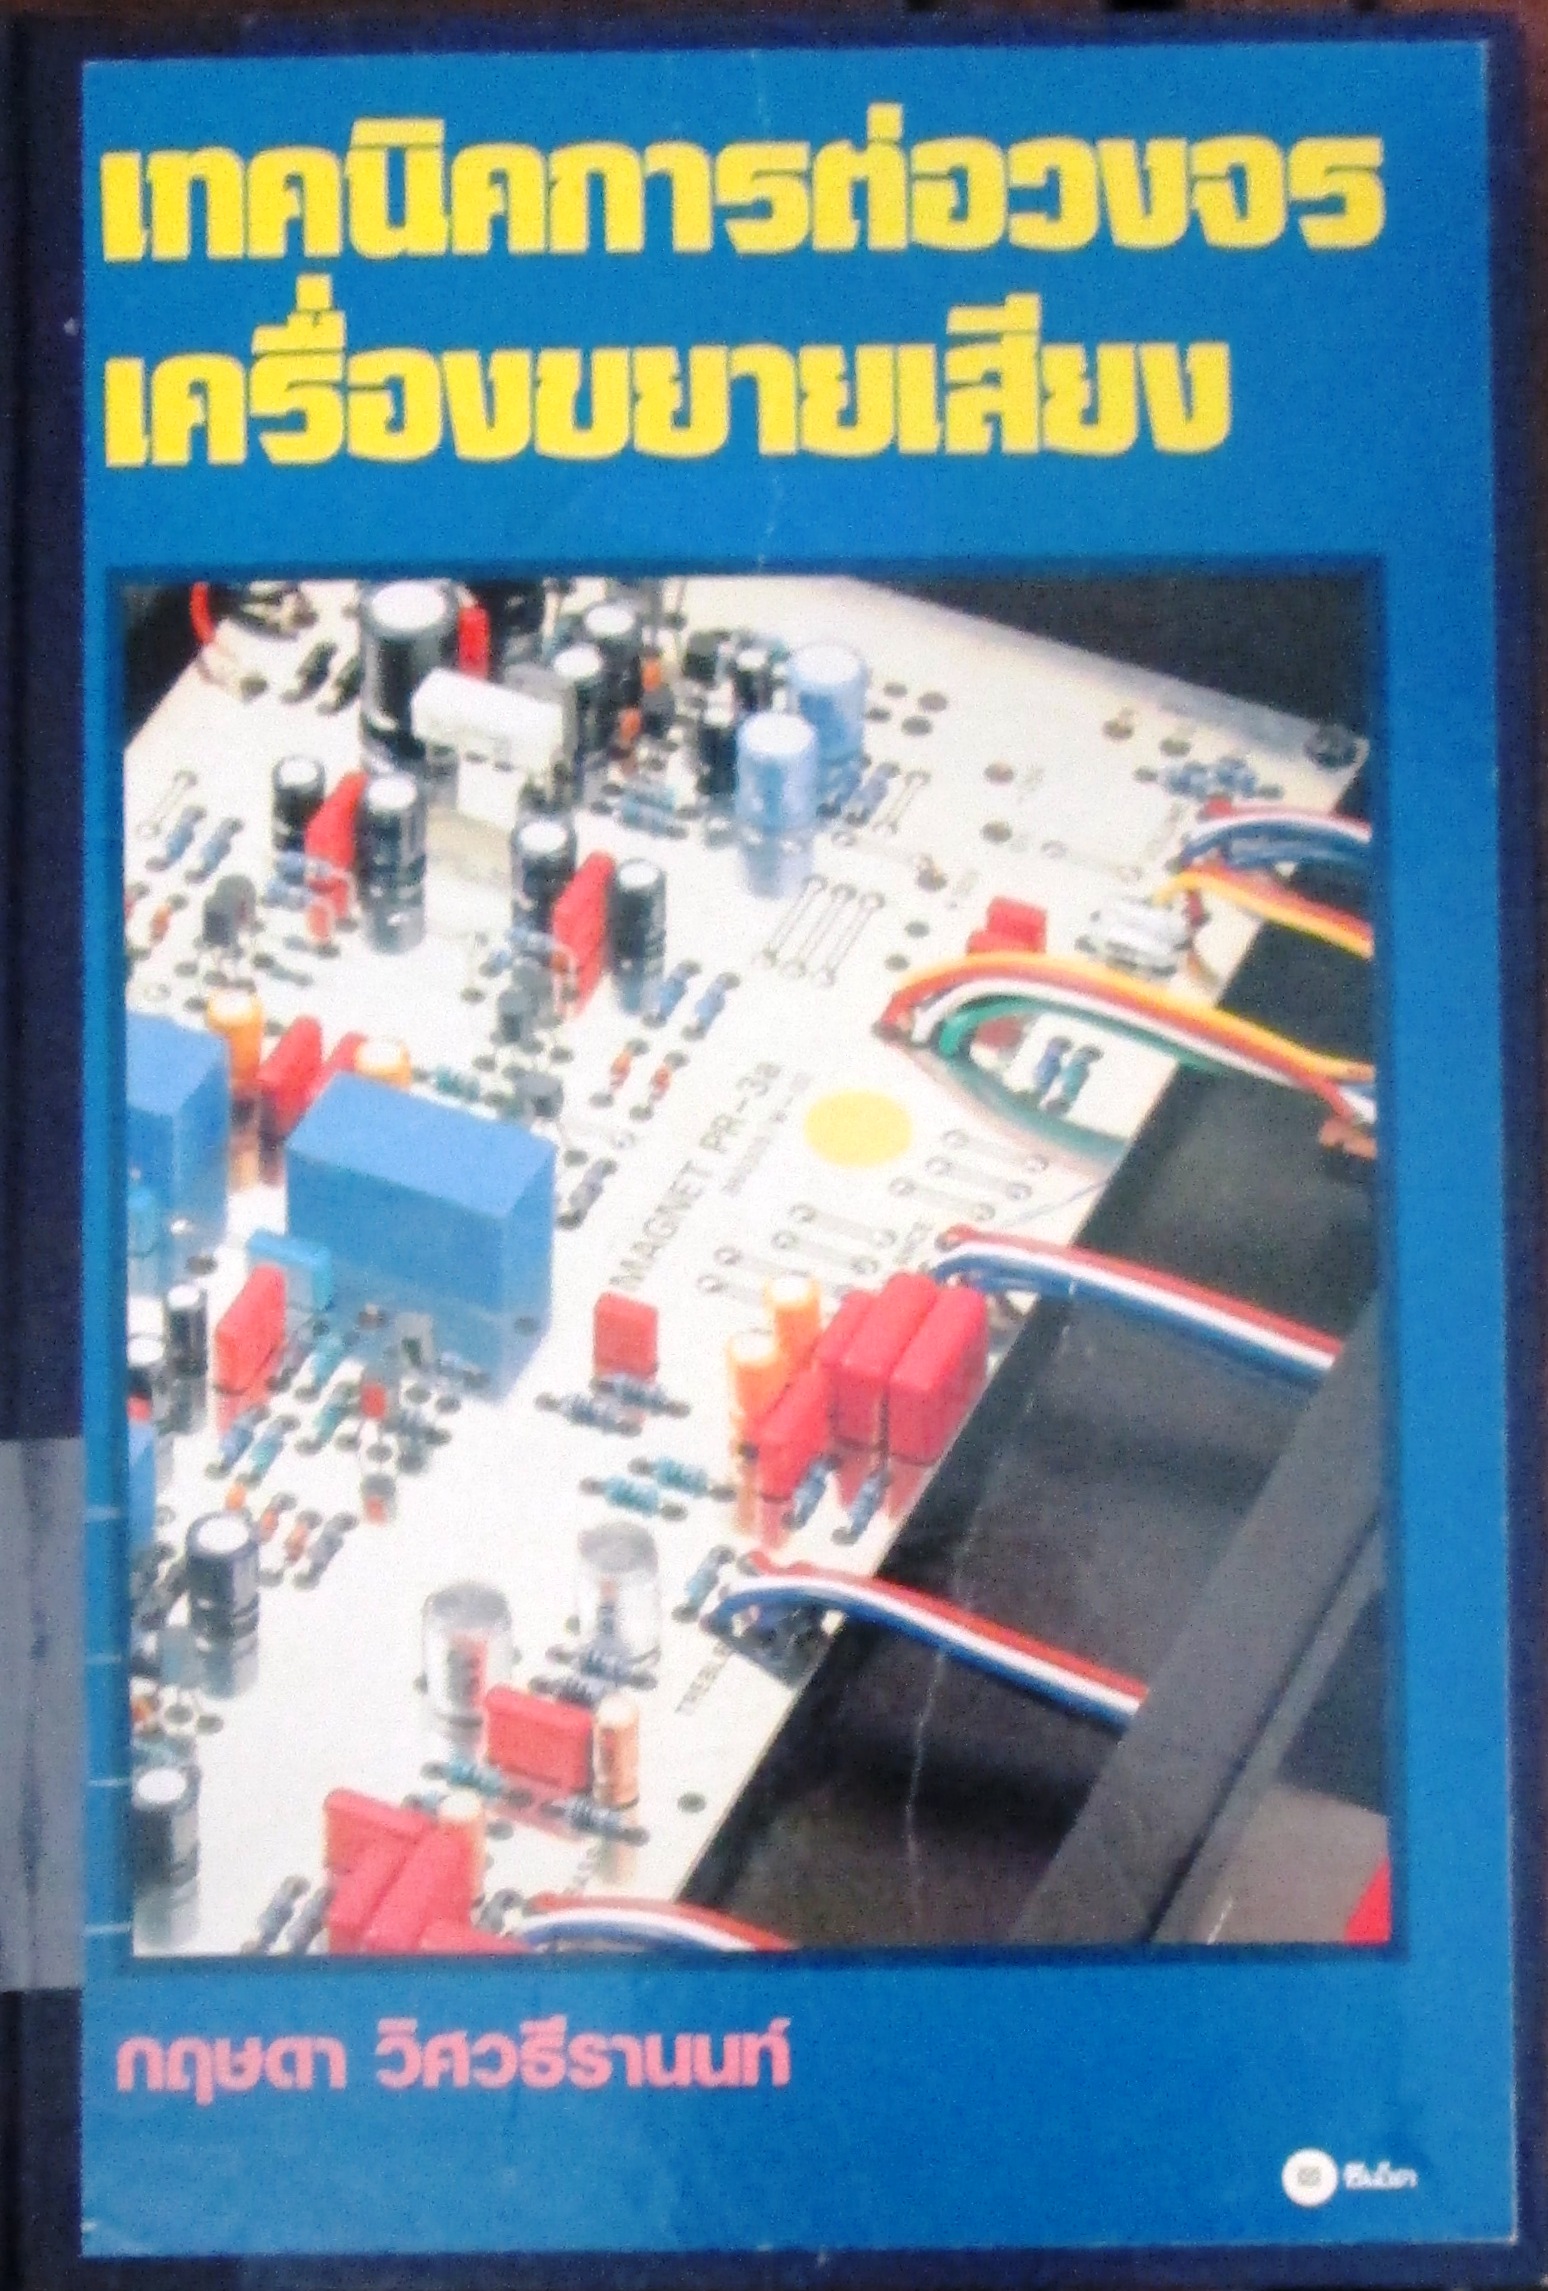 เทคนิคการต่อวงจร
เครื่องขยายเสียง
MAGNET PR-3a
TREBLE
กฤษดา วิศวธีรานนท์
ซีเอ็ด